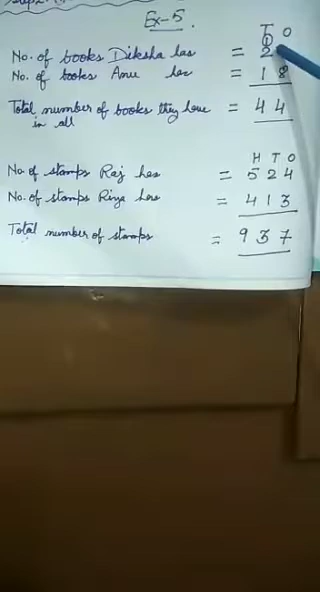 Ex-5.
T O
①
No. of books Diksha has = 2
No. of books Anu has = 1 8
Total number of books they have = 4 4
in all
H T O
No. of stamps Raj has = 5 2 4
No. of stamps Riya has = 4 1 3
Total number of stamps = 9 3 7